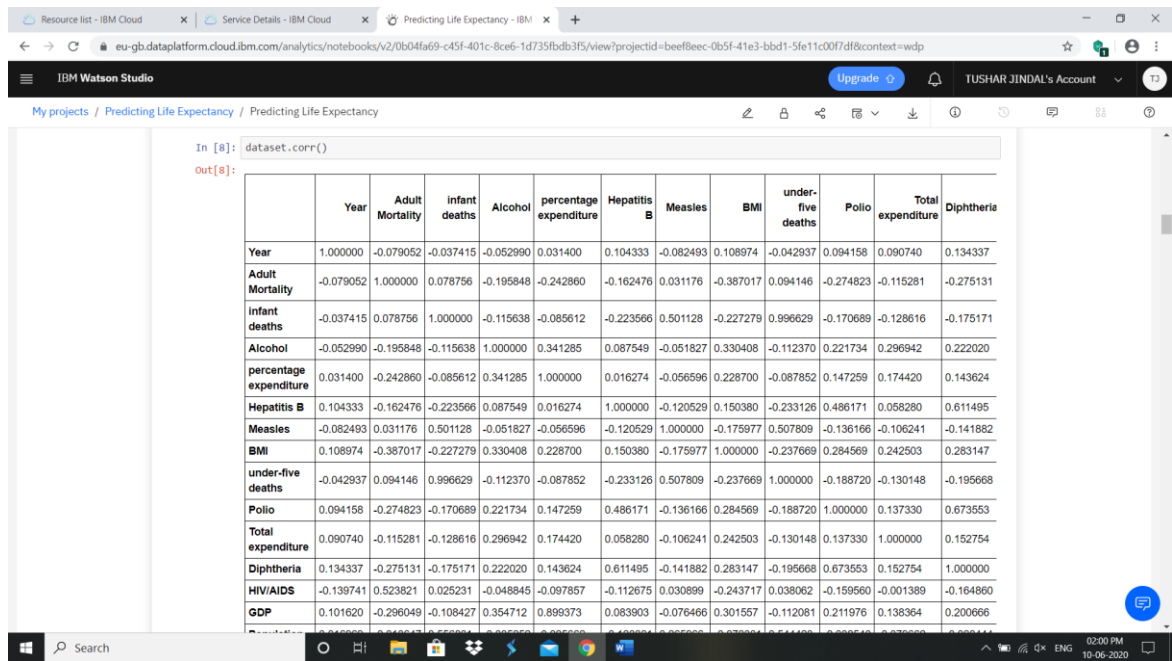 Resource list - IBM Cloud
Service Details - IBM Cloud
Predicting Life Expectancy - IBM
eu-gb.dataplatform.cloud.ibm.com/analytics/notebooks/v2/0b04fa69-c45f-401c-8ce6-1d735fbdb3f5/view?projectid=beef8eec-0b5f-41e3-bbd1-5fe11c00f7df&context=wdp
IBM Watson Studio
Upgrade
TUSHAR JINDAL's Account
TJ
My projects / Predicting Life Expectancy / Predicting Life Expectancy
In [8]: dataset.corr()
Out[8]:
Year Adult Mortality infant deaths Alcohol percentage expenditure Hepatitis B Measles BMI under-five deaths Polio Total expenditure Diphtheria
Year 1.000000 -0.079052 -0.037415 -0.052990 0.031400 0.104333 -0.082493 0.108974 -0.042937 0.094158 0.090740 0.134337
Adult Mortality -0.079052 1.000000 0.078756 -0.195848 -0.242860 -0.162476 0.031176 -0.387017 0.094146 -0.274823 -0.115281 -0.275131
infant deaths -0.037415 0.078756 1.000000 -0.115638 -0.085612 -0.223566 0.501128 -0.227279 0.996629 -0.170689 -0.128616 -0.175171
Alcohol -0.052990 -0.195848 -0.115638 1.000000 0.341285 0.087549 -0.051827 0.330408 -0.112370 0.221734 0.296942 0.222020
percentage expenditure 0.031400 -0.242860 -0.085612 0.341285 1.000000 0.016274 -0.056596 0.228700 -0.087852 0.147259 0.174420 0.143624
Hepatitis B 0.104333 -0.162476 -0.223566 0.087549 0.016274 1.000000 -0.120529 0.150380 -0.233126 0.486171 0.058280 0.611495
Measles -0.082493 0.031176 0.501128 -0.051827 -0.056596 -0.120529 1.000000 -0.175977 0.507809 -0.136166 -0.106241 -0.141882
BMI 0.108974 -0.387017 -0.227279 0.330408 0.228700 0.150380 -0.175977 1.000000 -0.237669 0.284569 0.242503 0.283147
under-five deaths -0.042937 0.094146 0.996629 -0.112370 -0.087852 -0.233126 0.507809 -0.237669 1.000000 -0.188720 -0.130148 -0.195668
Polio 0.094158 -0.274823 -0.170689 0.221734 0.147259 0.486171 -0.136166 0.284569 -0.188720 1.000000 0.137330 0.673553
Total expenditure 0.090740 -0.115281 -0.128616 0.296942 0.174420 0.058280 -0.106241 0.242503 -0.130148 0.137330 1.000000 0.152754
Diphtheria 0.134337 -0.275131 -0.175171 0.222020 0.143624 0.611495 -0.141882 0.283147 -0.195668 0.673553 0.152754 1.000000
HIV/AIDS -0.139741 0.523821 0.025231 -0.048845 -0.097857 -0.112675 0.030899 -0.243717 0.038062 -0.159560 -0.001389 -0.164860
GDP 0.101620 -0.296049 -0.108427 0.354712 0.899373 0.083903 -0.076466 0.301557 -0.112081 0.211976 0.138364 0.200666
Search
W
ENG
02:00 PM
10-06-2020